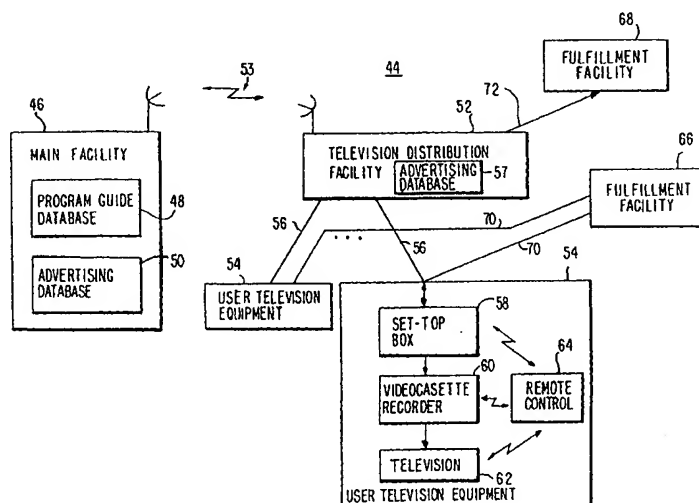 68
53
44
FULFILLMENT
FACILITY
46
72
52
MAIN FACILITY
TELEVISION DISTRIBUTION
FACILITY
ADVERTISING
DATABASE
57
66
FULFILLMENT
FACILITY
PROGRAM GUIDE
DATABASE
48
56
70
56
70
ADVERTISING
DATABASE
50
54
USER TELEVISION
EQUIPMENT
54
SET-TOP
BOX
58
64
VIDEOCASETTE
RECORDER
60
REMOTE
CONTROL
TELEVISION
62
USER TELEVISION EQUIPMENT